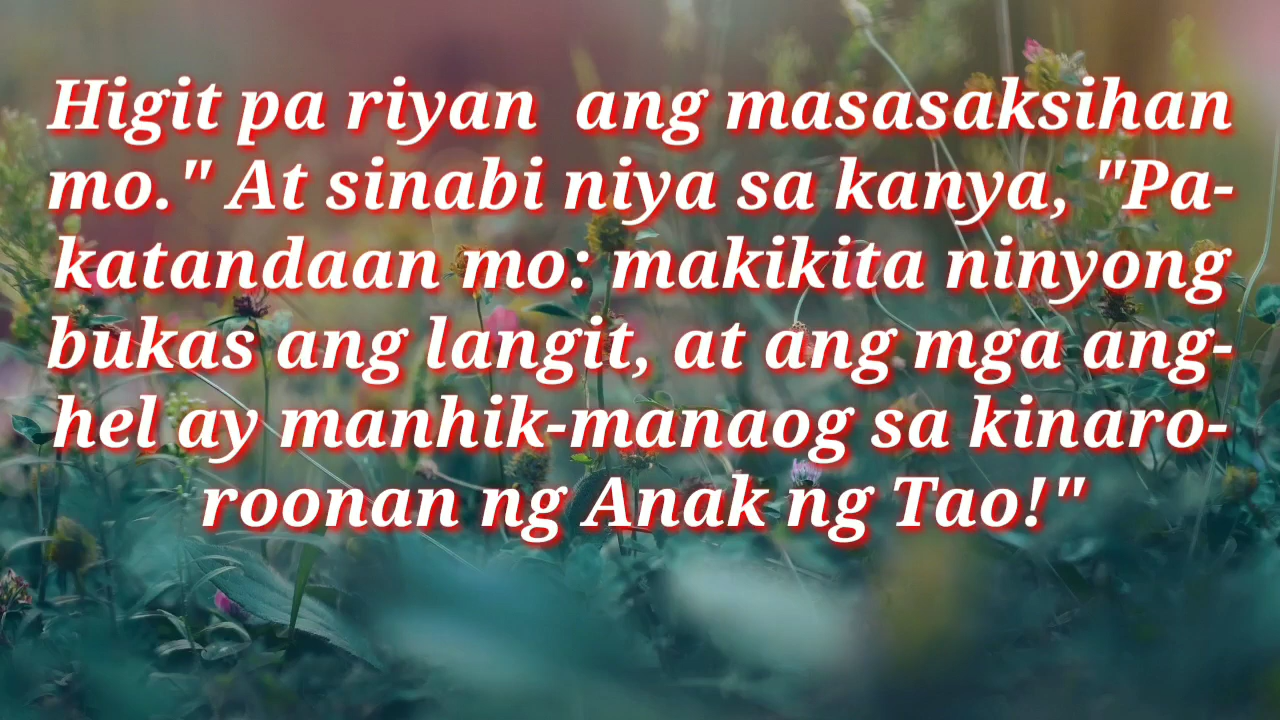 Higit pa riyan  ang masasaksihan
mo." At sinabi niya sa kanya, "Pa-
katandaan mo: makikita ninyong
bukas ang langit, at ang mga ang-
hel ay manhik-manaog sa kinaro-
roonan ng Anak ng Tao!"